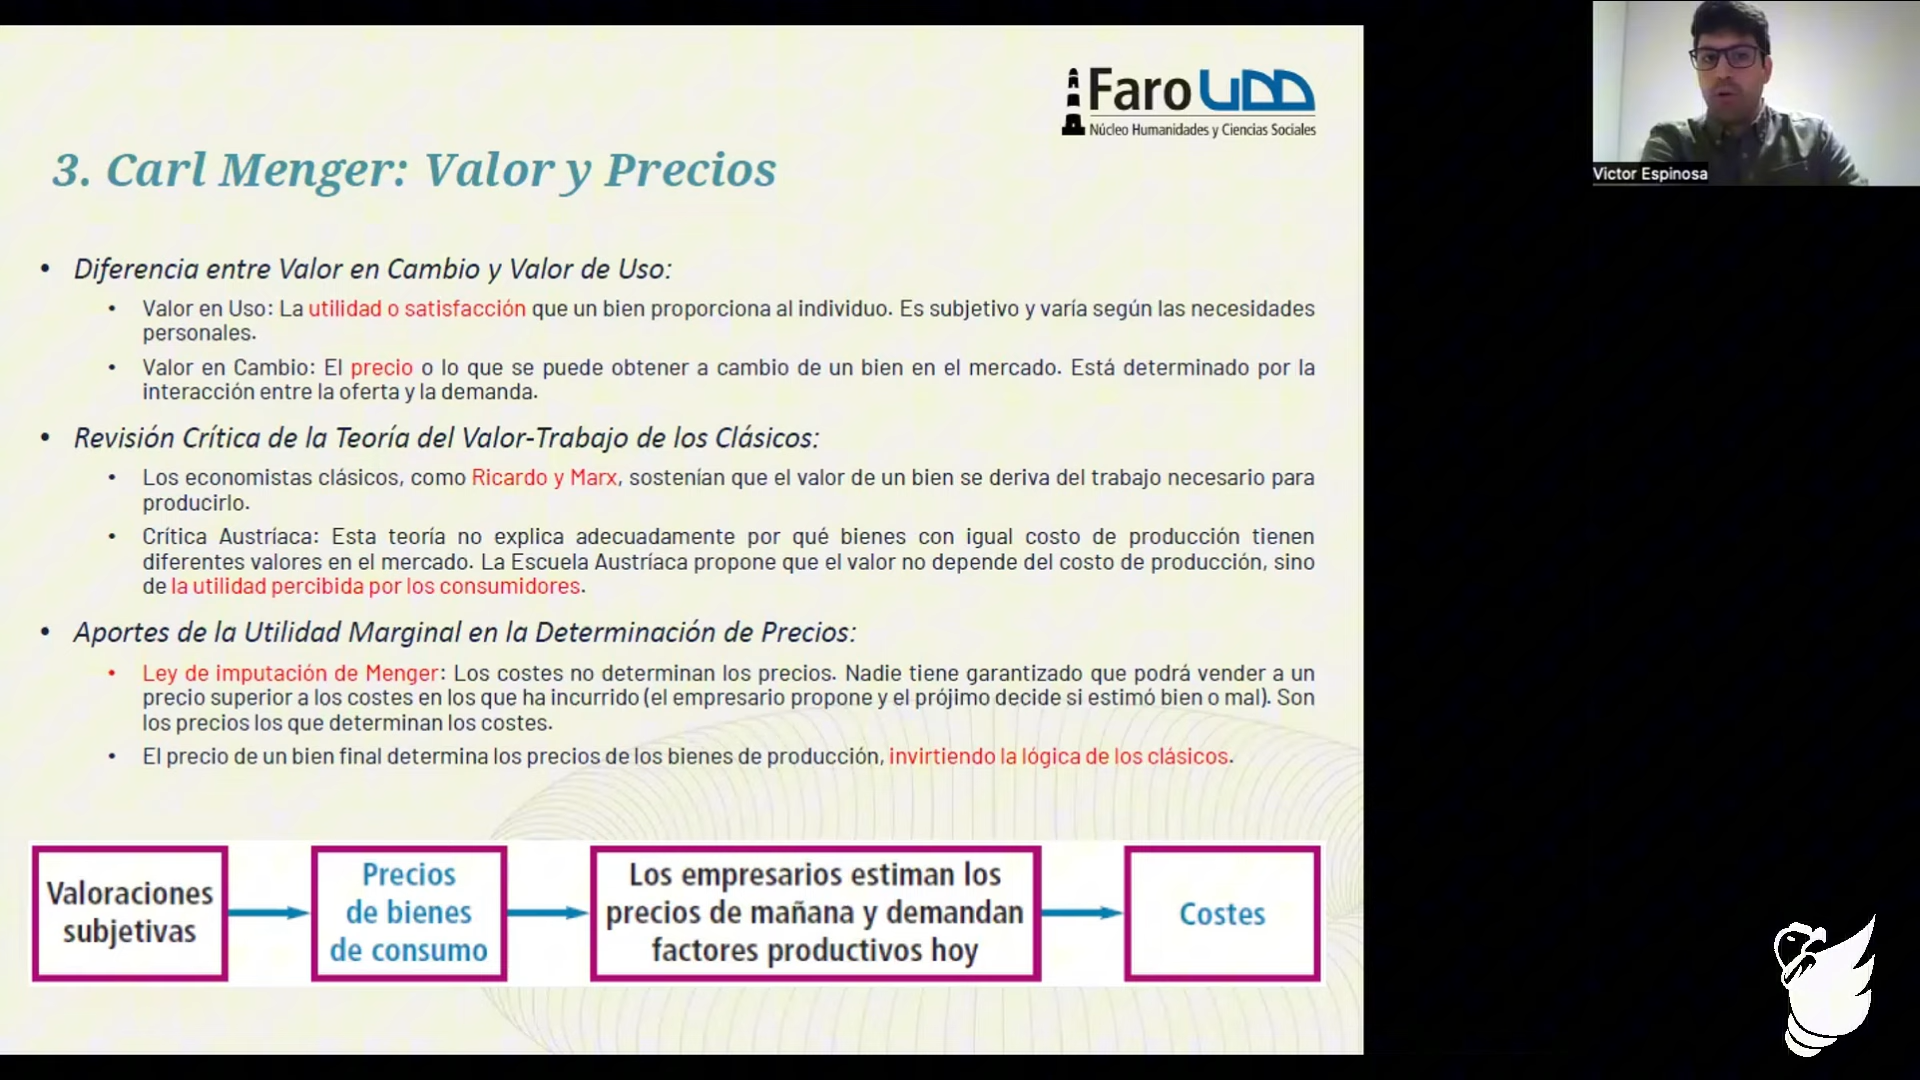 Faro UDD
Núcleo Humanidades y Ciencias Sociales
Victor Espinosa
3. Carl Menger: Valor y Precios
• Diferencia entre Valor en Cambio y Valor de Uso:
• Valor en Uso: La utilidad o satisfacción que un bien proporciona al individuo. Es subjetivo y varía según las necesidades
personales.
• Valor en Cambio: El precio o lo que se puede obtener a cambio de un bien en el mercado. Está determinado por la
interacción entre la oferta y la demanda.
• Revisión Crítica de la Teoría del Valor-Trabajo de los Clásicos:
• Los economistas clásicos, como Ricardo y Marx, sostenían que el valor de un bien se deriva del trabajo necesario para
producirlo.
• Crítica Austríaca: Esta teoría no explica adecuadamente por qué bienes con igual costo de producción tienen
diferentes valores en el mercado. La Escuela Austríaca propone que el valor no depende del costo de producción, sino
de la utilidad percibida por los consumidores.
• Aportes de la Utilidad Marginal en la Determinación de Precios:
• Ley de imputación de Menger: Los costes no determinan los precios. Nadie tiene garantizado que podrá vender a un
precio superior a los costes en los que ha incurrido (el empresario propone y el prójimo decide si estimó bien o mal). Son
los precios los que determinan los costes.
• El precio de un bien final determina los precios de los bienes de producción, invirtiendo la lógica de los clásicos.
Valoraciones
subjetivas
Precios
de bienes
de consumo
Los empresarios estiman los
precios de mañana y demandan
factores productivos hoy
Costes